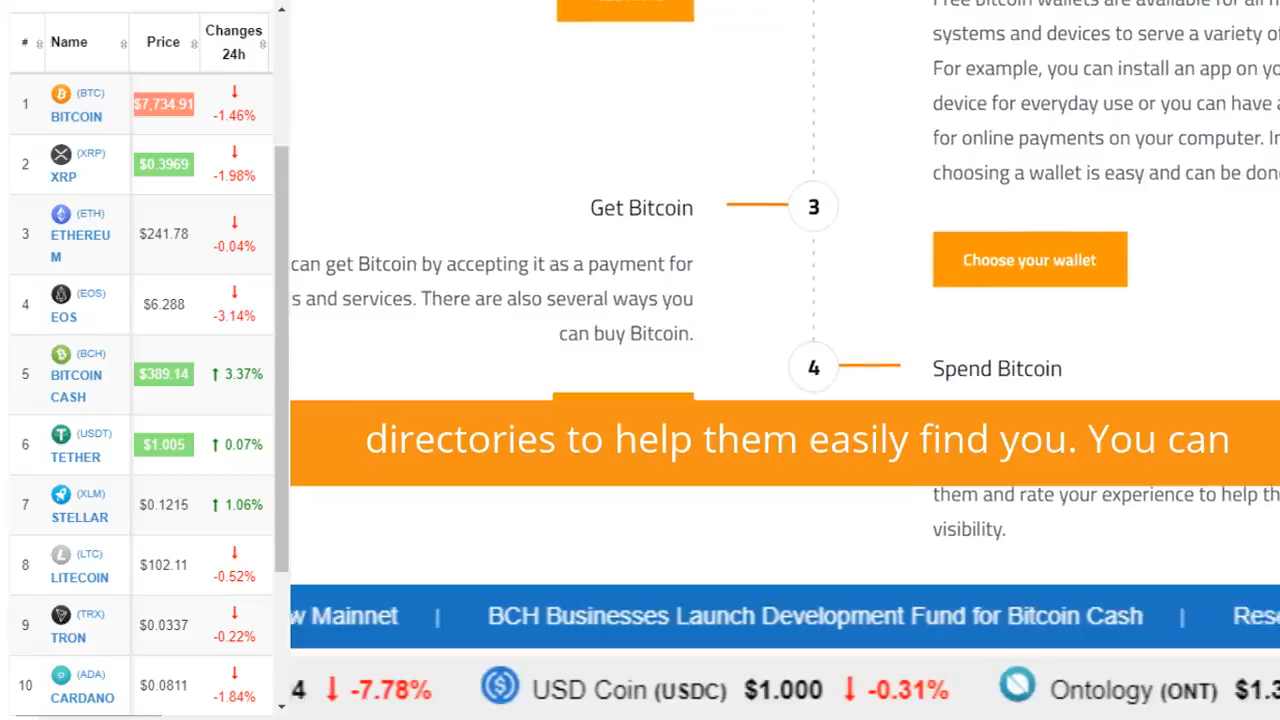 # Name Price Changes 24h
1 (BTC) BITCOIN $7,734.91 -1.46%
2 (XRP) XRP $0.3969 -1.98%
3 (ETH) ETHEREUM $241.78 -0.04%
4 (EOS) EOS $6.288 -3.14%
5 (BCH) BITCOIN CASH $389.14 3.37%
6 (USDT) TETHER $1.005 0.07%
7 (XLM) STELLAR $0.1215 1.06%
8 (LTC) LITECOIN $102.11 -0.52%
9 (TRX) TRON $0.0337 -0.22%
10 (ADA) CARDANO $0.0811 -1.84%
systems and devices to serve a variety of
For example, you can install an app on
device for everyday use or you can have a
for online payments on your computer.
choosing a wallet is easy and can be
Choose your wallet
Get Bitcoin
3
can get Bitcoin by accepting it as a payment for
and services. There are also several ways you
can buy Bitcoin.
4
Spend Bitcoin
directories to help them easily find you. You can
them and rate your experience to help
visibility.
Mainnet | BCH Businesses Launch Development Fund for Bitcoin Cash |
4 -7.78% USD Coin (USDC) $1.000 -0.31% Ontology (ONT)